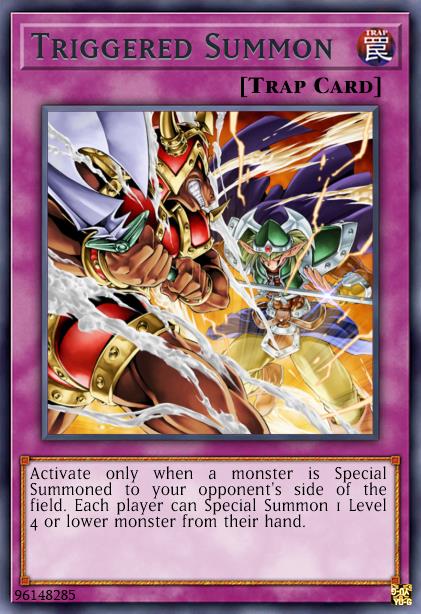 Triggered Summon
TRAP
罠
[Trap Card]
Activate only when a monster is Special
Summoned to your opponent's side of the
field. Each player can Special Summon 1 Level
4 or lower monster from their hand.
96148285